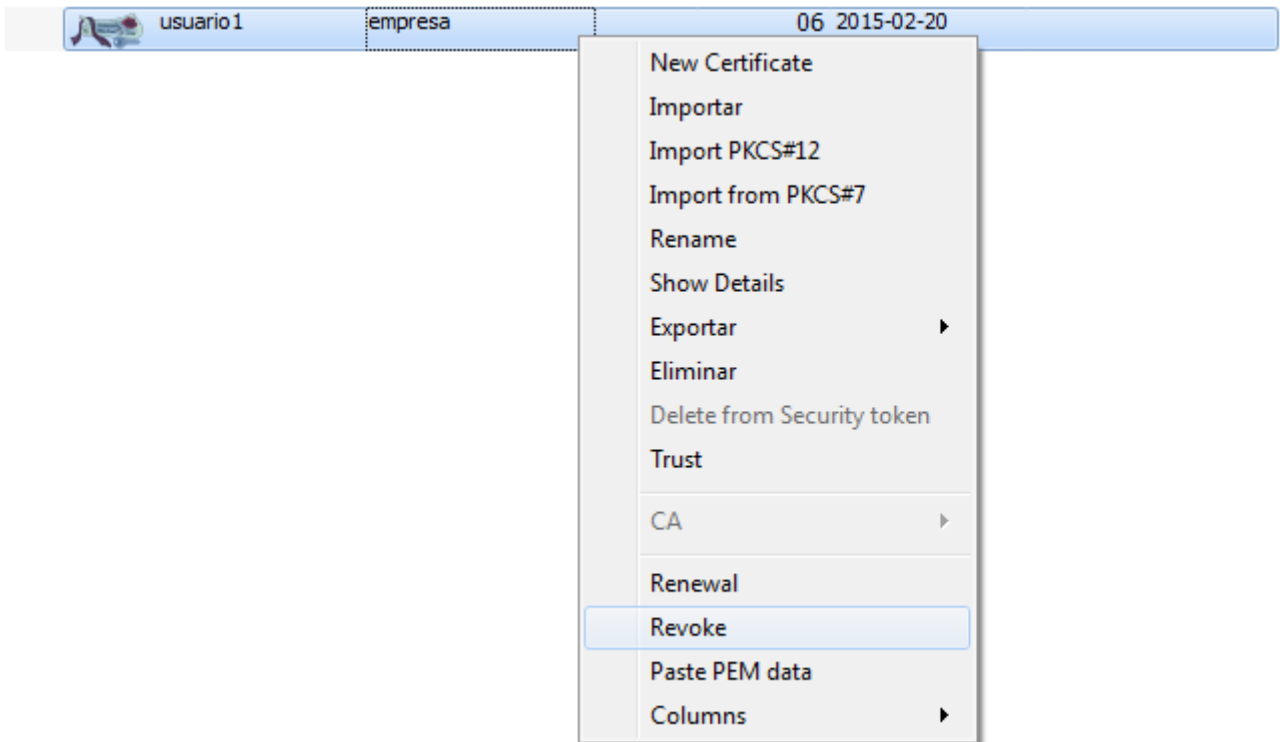 usuario1 empresa 06 2015-02-20
New Certificate
Importar
Import PKCS#12
Import from PKCS#7
Rename
Show Details
Exportar
Eliminar
Delete from Security token
Trust
CA
Renewal
Revoke
Paste PEM data
Columns